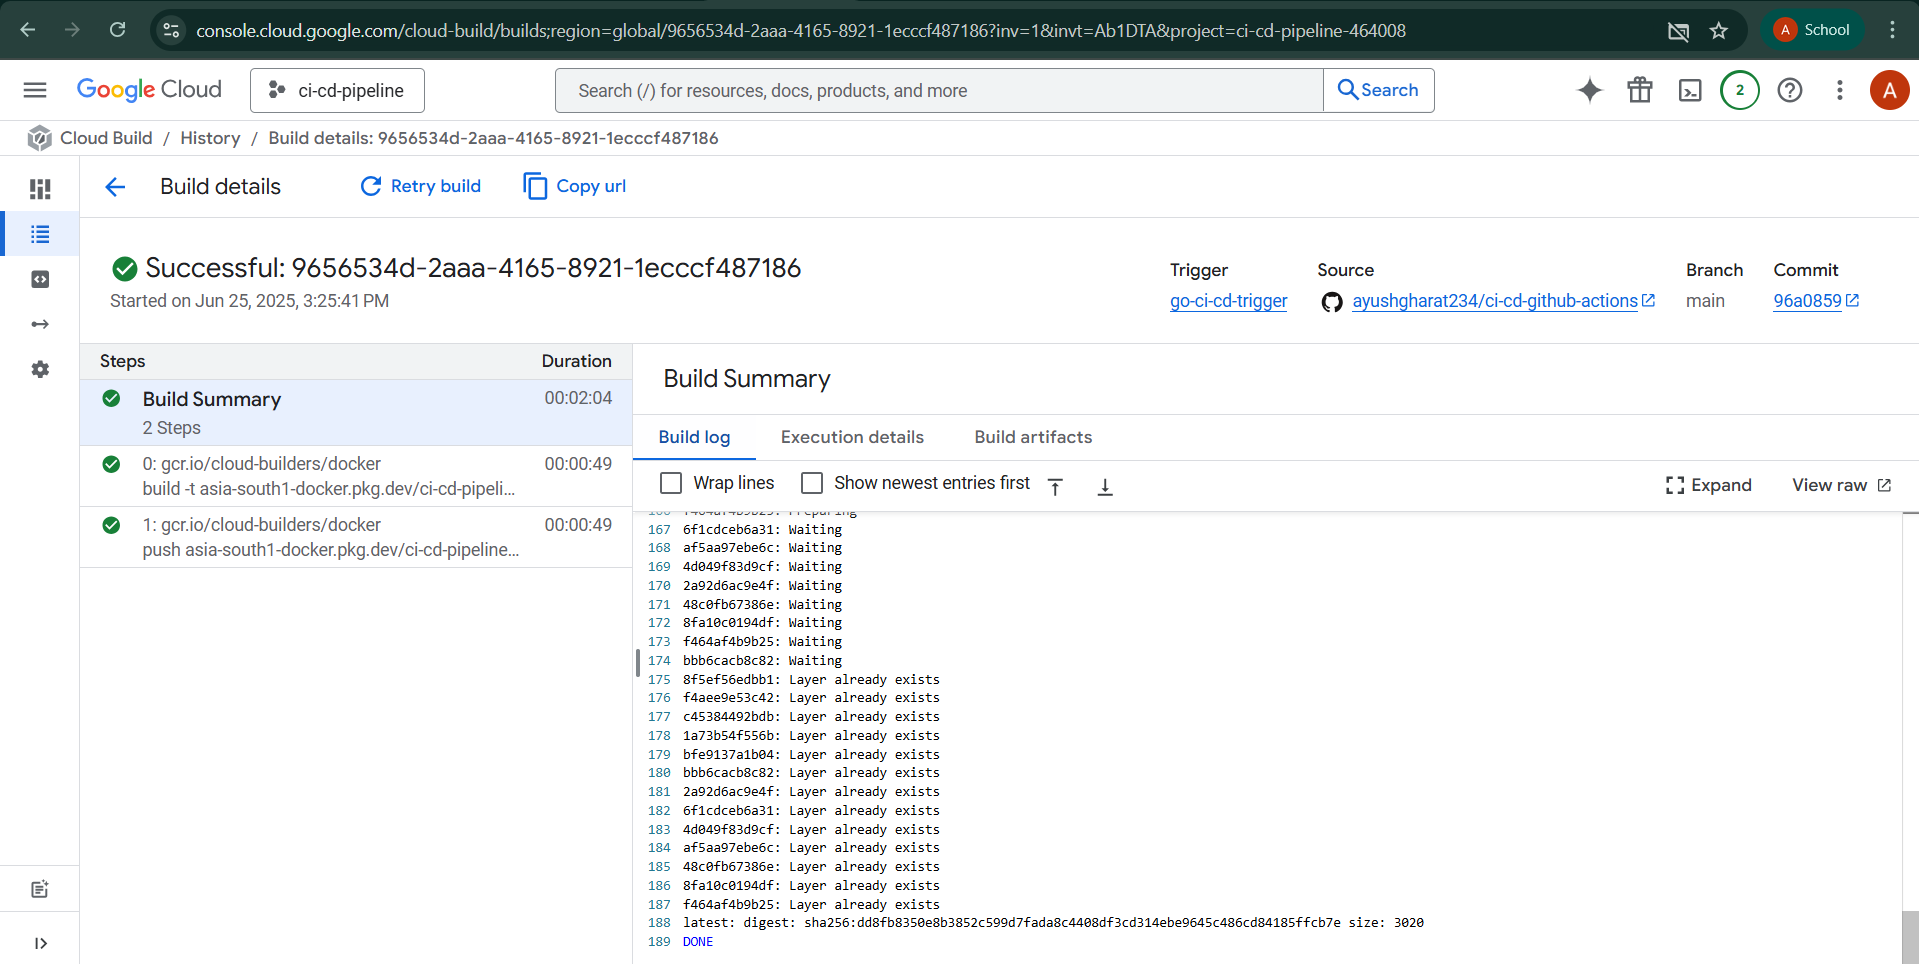 console.cloud.google.com/cloud-build/builds;region=global/9656534d-2aaa-4165-8921-1ecccf487186?inv=1&invt=Ab1DTA&project=ci-cd-pipeline-464008
A School
Google Cloud
ci-cd-pipeline
Search (/) for resources, docs, products, and more
Search
2
A
Cloud Build / History / Build details: 9656534d-2aaa-4165-8921-1ecccf487186
Build details
Retry build
Copy url
Successful: 9656534d-2aaa-4165-8921-1ecccf487186
Started on Jun 25, 2025, 3:25:41 PM
Trigger
go-ci-cd-trigger
Source
ayushgharat234/ci-cd-github-actions
Branch
main
Commit
96a0859
Steps Duration
Build Summary 00:02:04
2 Steps
0: gcr.io/cloud-builders/docker 00:00:49
build -t asia-south1-docker.pkg.dev/ci-cd-pipeli...
1: gcr.io/cloud-builders/docker 00:00:49
push asia-south1-docker.pkg.dev/ci-cd-pipeline...
Build Summary
Build log Execution details Build artifacts
Wrap lines Show newest entries first Expand View raw
166 f464af4b9b25: Preparing
167 6f1cdceb6a31: Waiting
168 af5aa97ebe6c: Waiting
169 4d049f83d9cf: Waiting
170 2a92d6ac9e4f: Waiting
171 48c0fb67386e: Waiting
172 8fa10c0194df: Waiting
173 f464af4b9b25: Waiting
174 bbb6cacb8c82: Waiting
175 8f5ef56edbb1: Layer already exists
176 f4aee9e53c42: Layer already exists
177 c45384492bdb: Layer already exists
178 1a73b54f556b: Layer already exists
179 bfe9137a1b04: Layer already exists
180 bbb6cacb8c82: Layer already exists
181 2a92d6ac9e4f: Layer already exists
182 6f1cdceb6a31: Layer already exists
183 4d049f83d9cf: Layer already exists
184 af5aa97ebe6c: Layer already exists
185 48c0fb67386e: Layer already exists
186 8fa10c0194df: Layer already exists
187 f464af4b9b25: Layer already exists
188 latest: digest: sha256:dd8fb8350e8b3852c599d7fada8c4408df3cd314ebe9645c486cd84185ffcb7e size: 3020
189 DONE